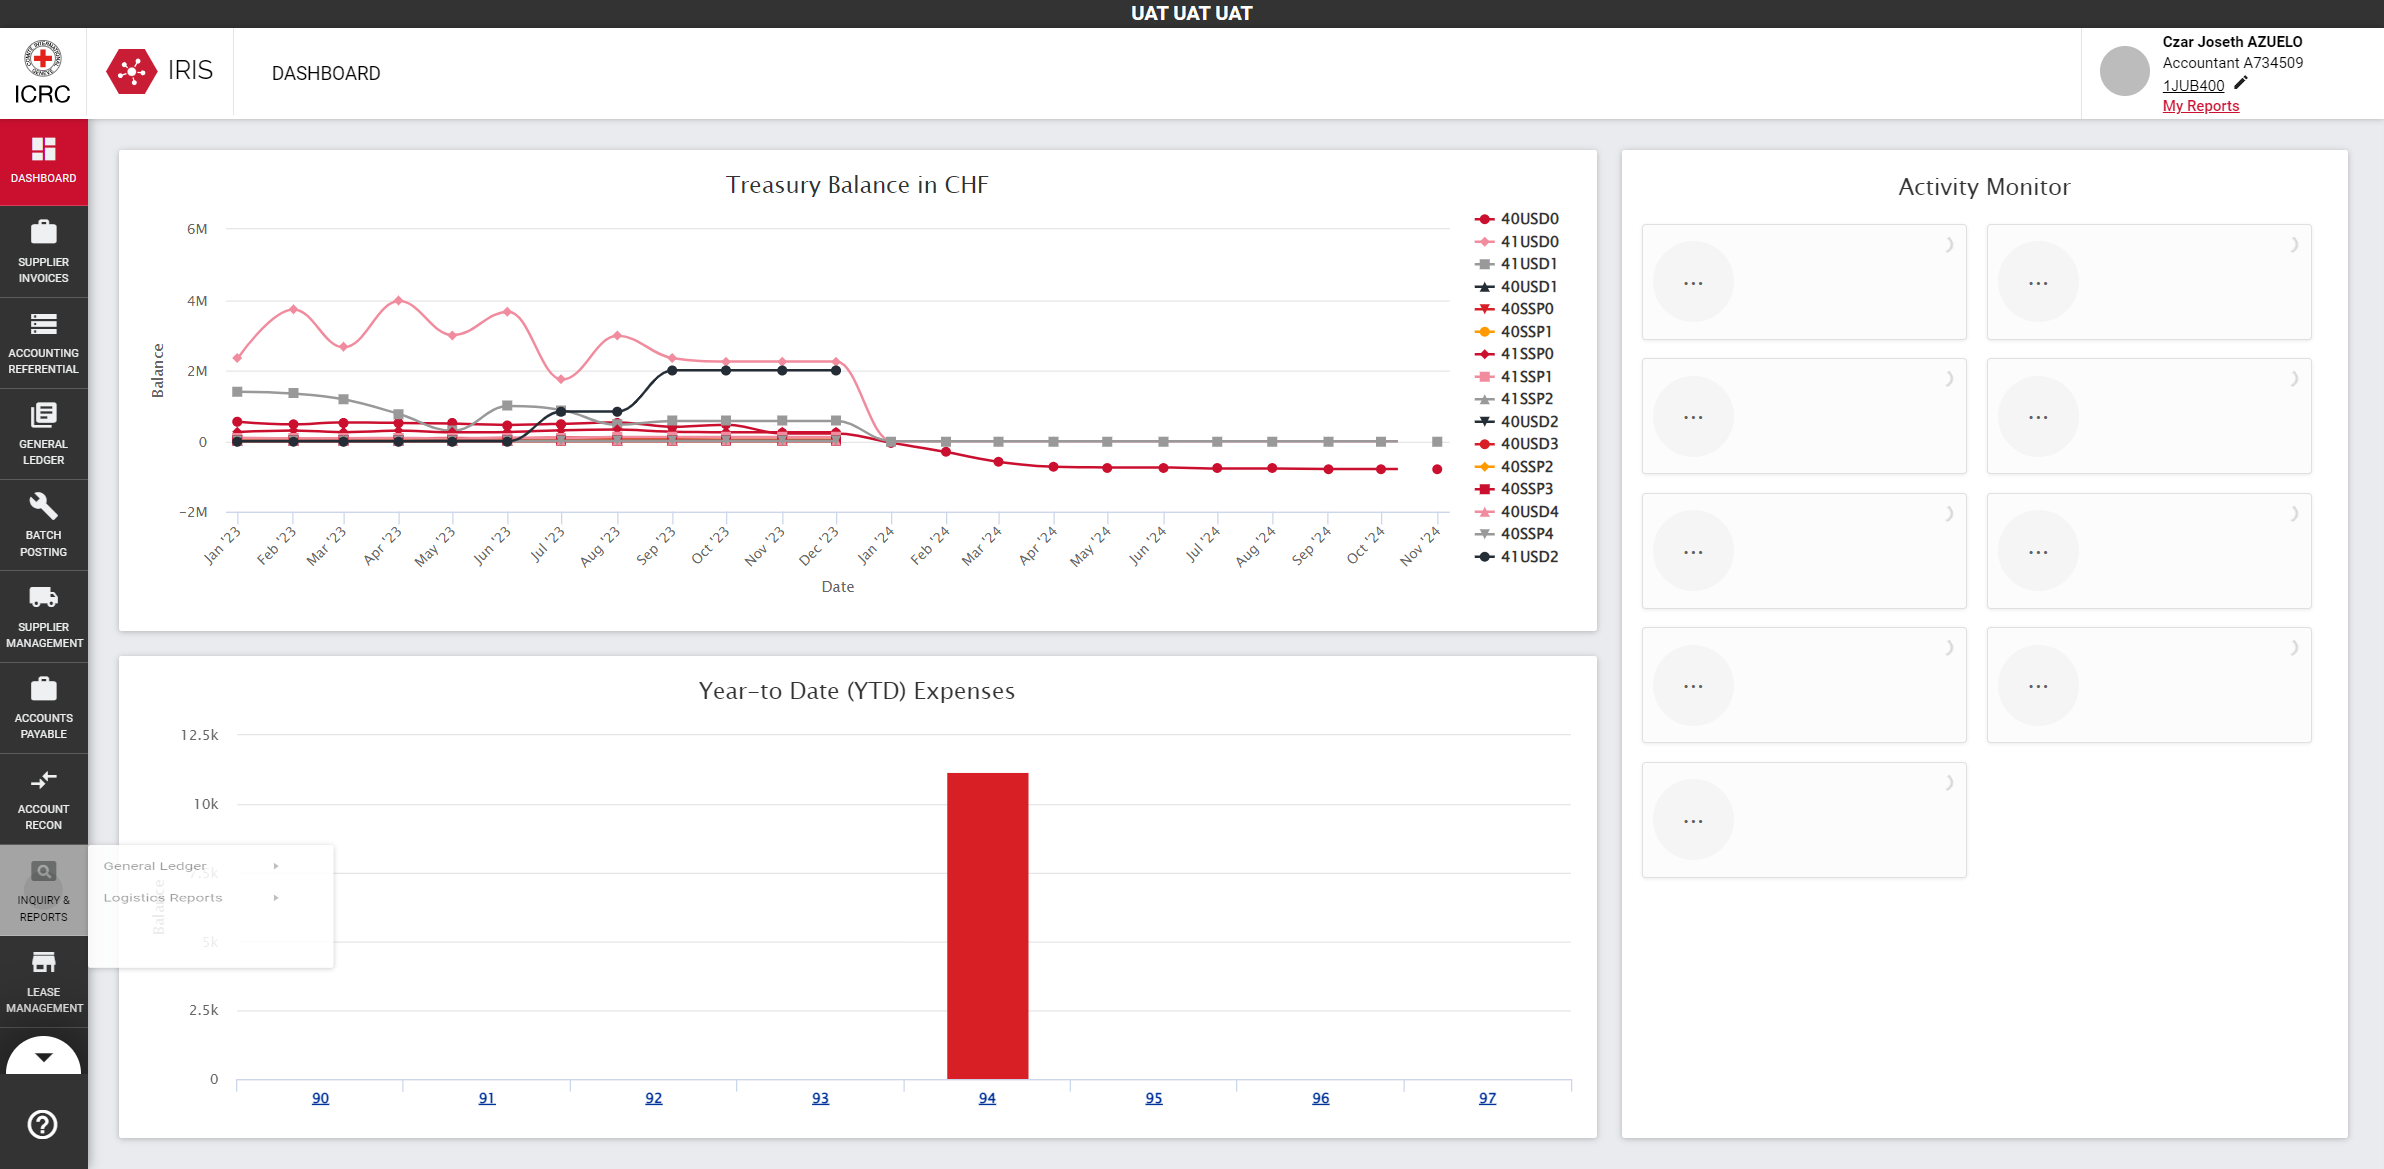 UAT UAT UAT
ICRC
IRIS
DASHBOARD
Czar Joseth AZUELO
Accountant A734509
1JUB400
My Reports
DASHBOARD
SUPPLIER
INVOICES
ACCOUNTING
REFERENTIAL
GENERAL
LEDGER
BATCH
POSTING
SUPPLIER
MANAGEMENT
ACCOUNTS
PAYABLE
ACCOUNT
RECON
INQUIRY &
REPORTS
LEASE
MANAGEMENT
General Ledger
Logistics Reports
Treasury Balance in CHF
6M
4M
2M
0
-2M
Balance
Jan '23
Feb '23
Mar '23
Apr '23
May '23
Jun '23
Jul '23
Aug '23
Sep '23
Oct '23
Nov '23
Dec '23
Jan '24
Feb '24
Mar '24
Apr '24
May '24
Jun '24
Jul '24
Aug '24
Sep '24
Oct '24
Nov '24
Date
40USD0
41USD0
41USD1
40USD1
40SSP0
40SSP1
41SSP0
41SSP1
41SSP2
40USD2
40USD3
40SSP2
40SSP3
40USD4
40SSP4
41USD2
Year-to Date (YTD) Expenses
12.5k
10k
7.5k
5k
2.5k
0
Balance
90
91
92
93
94
95
96
97
Activity Monitor
...
...
...
...
...
...
...
...
...